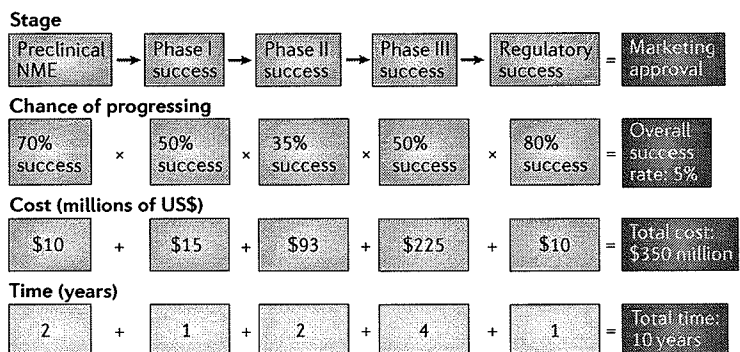 Stage
Preclinical NME → Phase I success → Phase II success → Phase III success → Regulatory success = Marketing approval
Chance of progressing
70% success × 50% success × 35% success × 50% success × 80% success = Overall success rate: 5%
Cost (millions of US$)
$10 + $15 + $93 + $225 + $10 = Total cost: $350 million
Time (years)
2 + 1 + 2 + 4 + 1 = Total time: 10 years